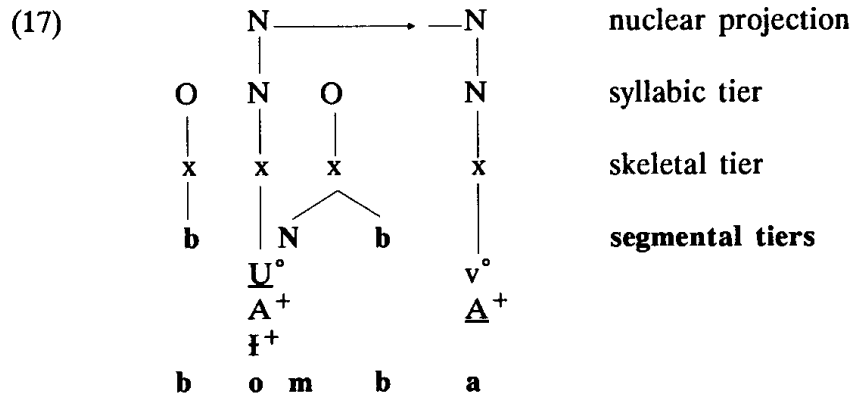 (17) N N nuclear projection
O N O N syllabic tier
x x x x skeletal tier
b N b segmental tiers
U° v°
A⁺ A⁺
Ɨ⁺
b o m b a